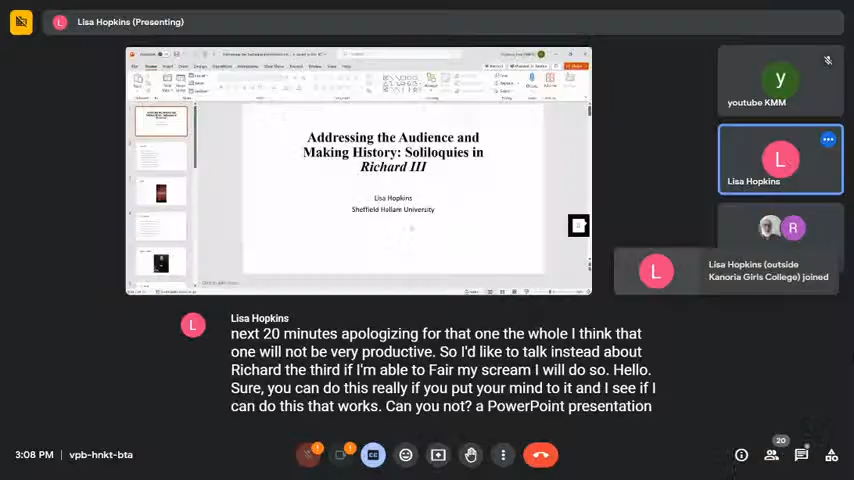 Lisa Hopkins (Presenting)
Addressing the Audience and
Making History: Soliloquies in
Richard III
Lisa Hopkins
Sheffield Hollam University
y
youtube KMM
L
Lisa Hopkins
R
L
Lisa Hopkins (outside
Kanoria Girls College) joined
L
Lisa Hopkins
next 20 minutes apologizing for that one the whole I think that
one will not be very productive. So I'd like to talk instead about
Richard the third if I'm able to Fair my scream I will do so. Hello.
Sure, you can do this really if you put your mind to it and I see if I
can do this that works. Can you not? a PowerPoint presentation
3:08 PM | vpb-hnkt-bta
20